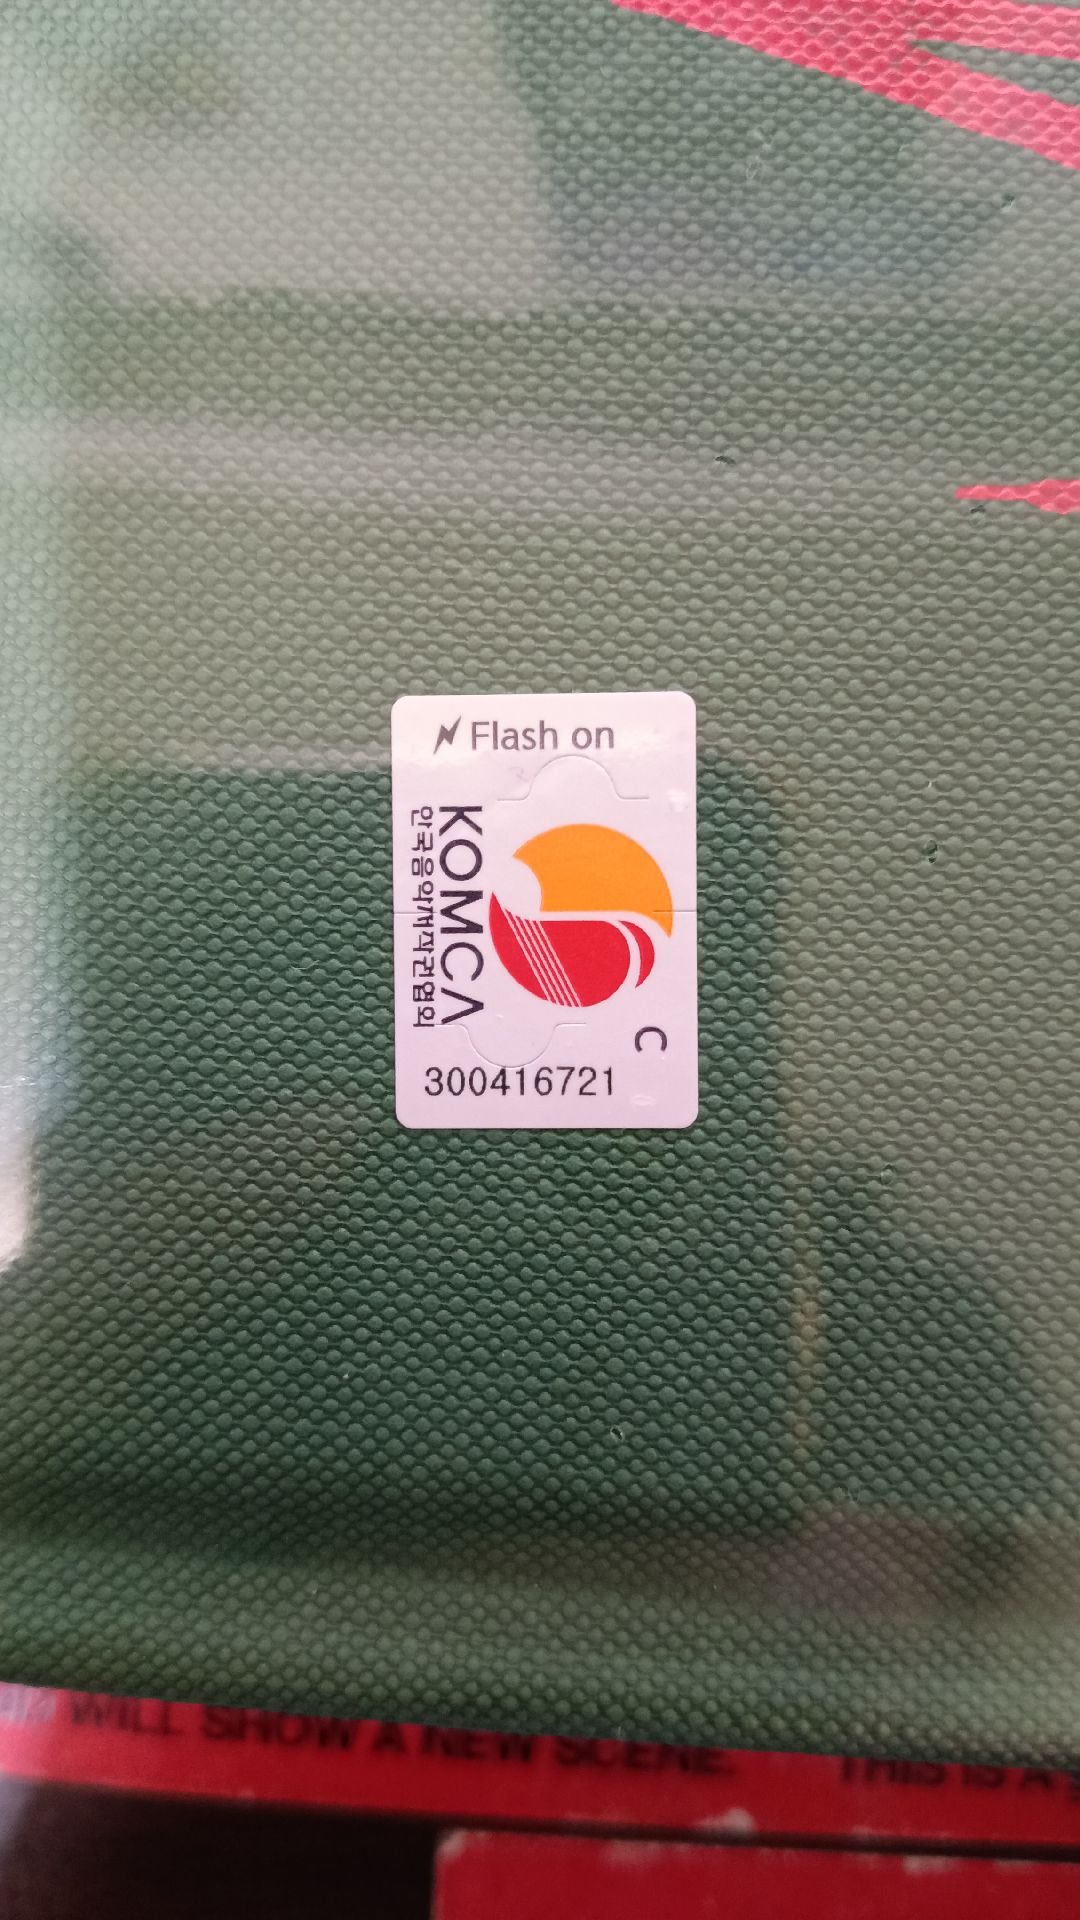 Flash on
KOMCA
한국음악저작권협회
C
300416721
WILL SHOW A NEW SCENE.
THIS IS A